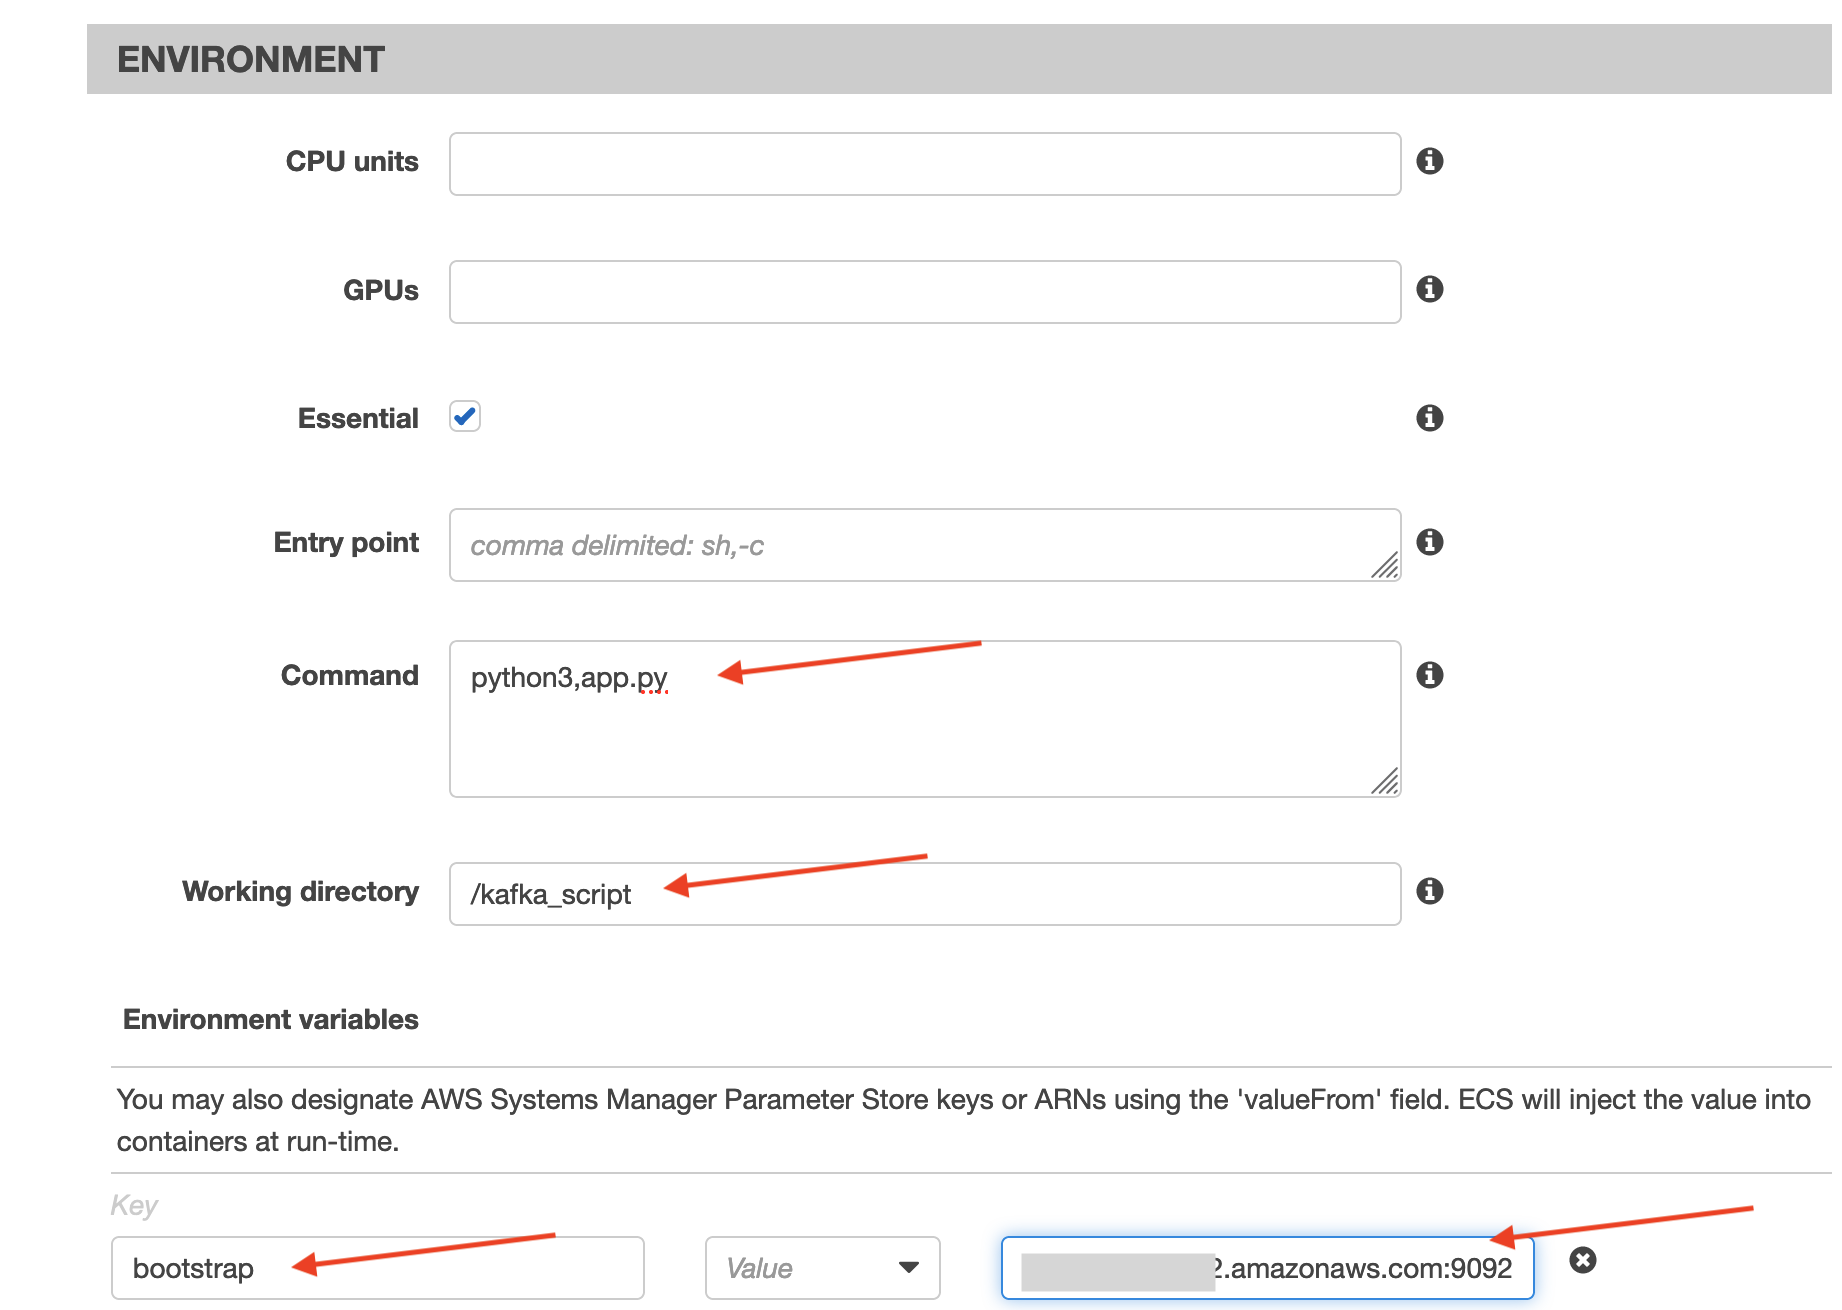 ENVIRONMENT
CPU units
GPUs
Essential
Entry point comma delimited: sh,-c
Command python3,app.py
Working directory /kafka_script
Environment variables
You may also designate AWS Systems Manager Parameter Store keys or ARNs using the 'valueFrom' field. ECS will inject the value into
containers at run-time.
Key
bootstrap Value 2.amazonaws.com:9092